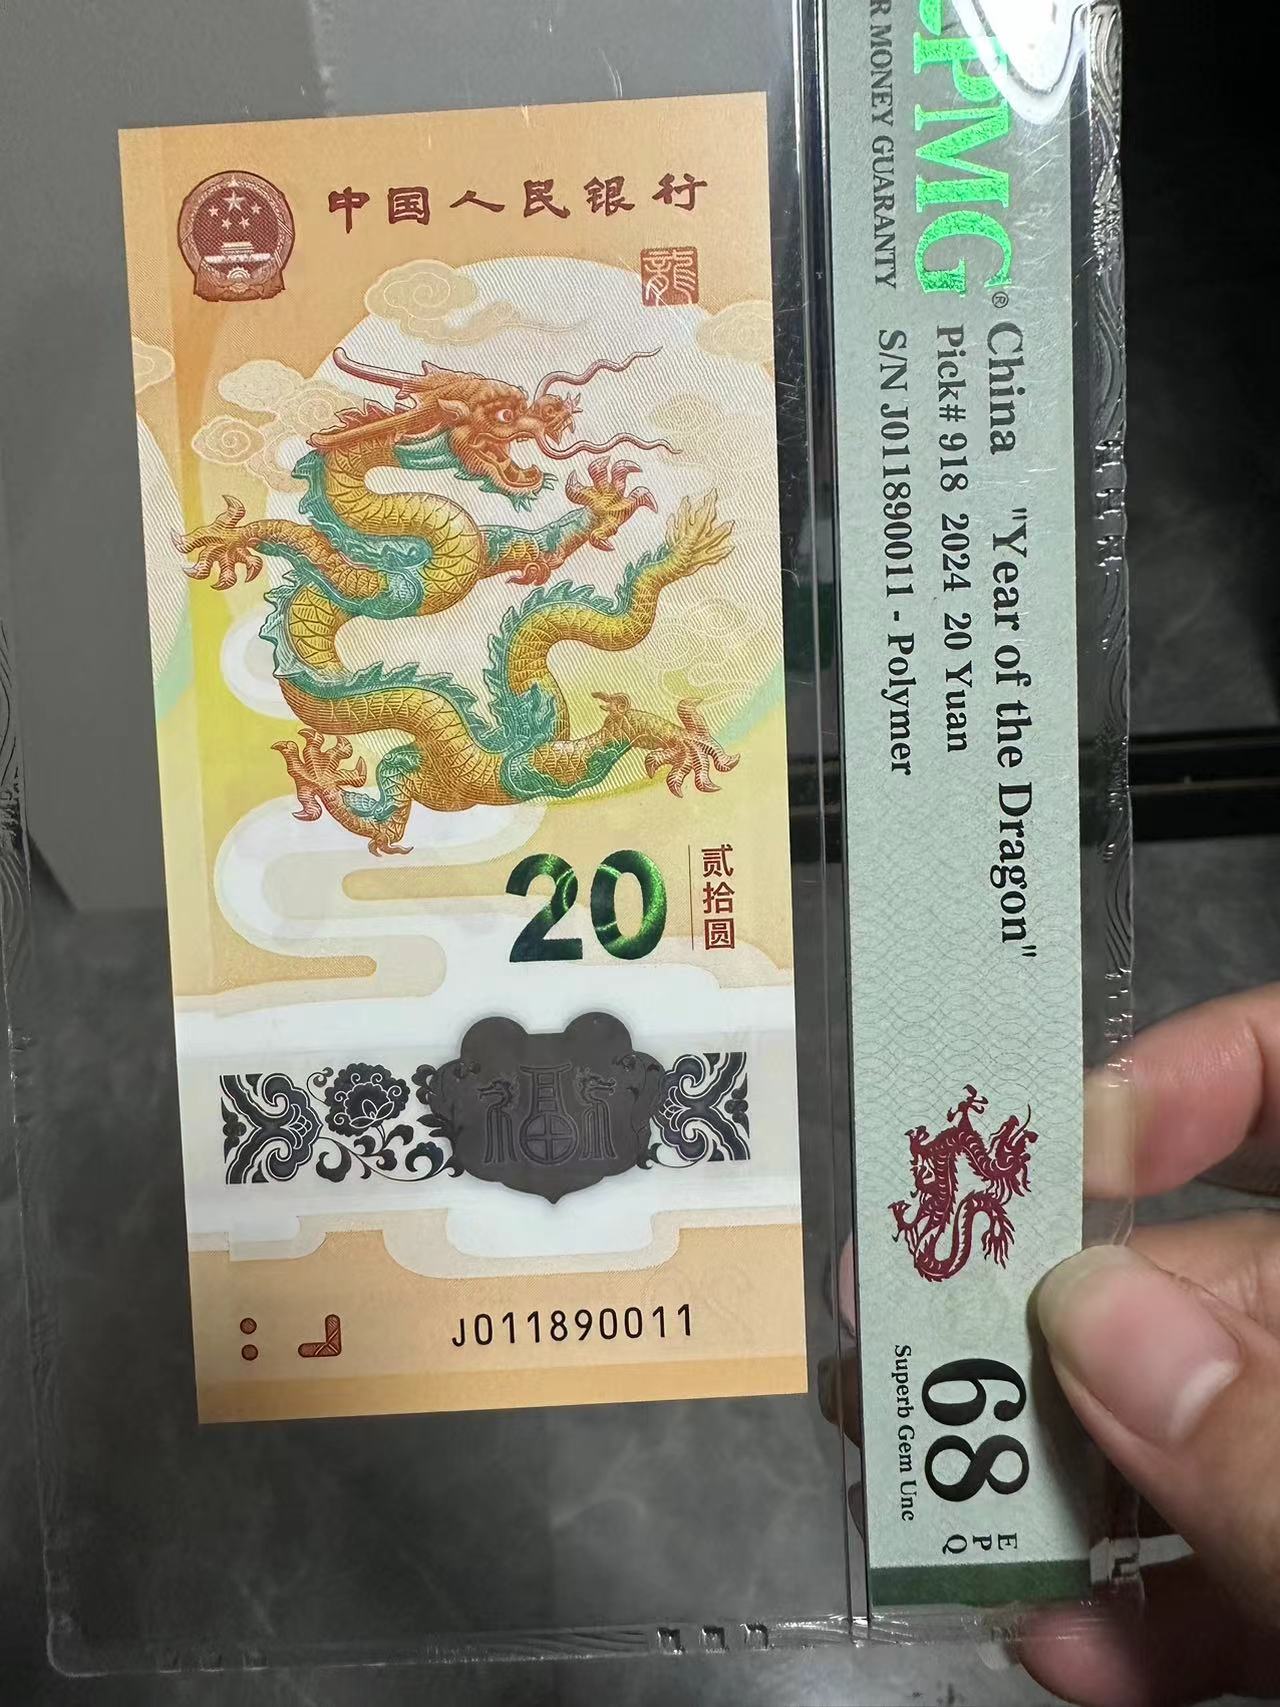 中国人民银行
龍
20
贰拾圆
J011890011
PMG
R MONEY GUARANTY
®
China "Year of the Dragon"
Pick# 918 2024 20 Yuan
S/N J011890011 - Polymer
68
EPQ
Superb Gem Unc